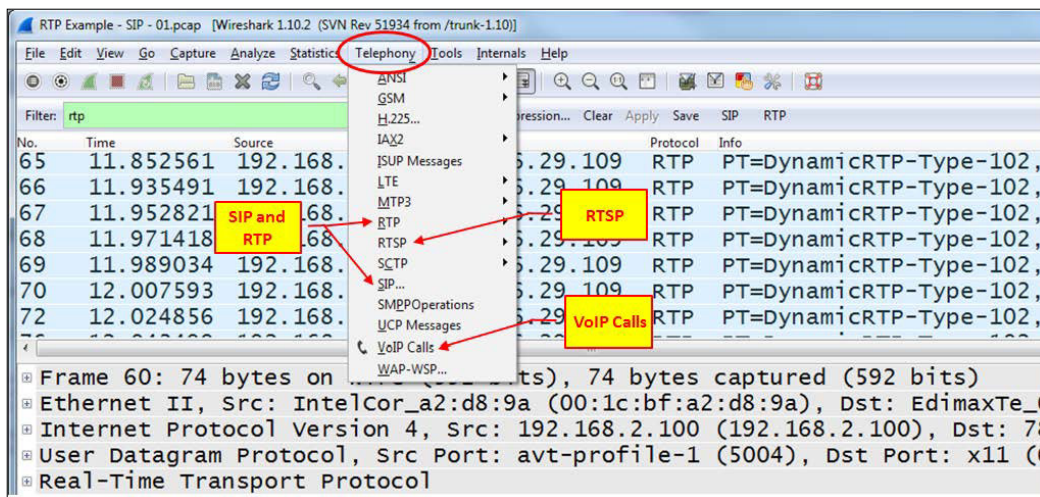 RTP Example - SIP - 01.pcap [Wireshark 1.10.2 (SVN Rev 51934 from /trunk-1.10)]
File Edit View Go Capture Analyze Statistics Telephony Tools Internals Help
Filter: rtp Clear Apply Save SIP RTP
No. Time Source Protocol Info
65 11.852561 192.168. .29.109 RTP PT=DynamicRTP-Type-102,
66 11.935491 192.168. .29.109 RTP PT=DynamicRTP-Type-102,
67 11.952821 .68. RTP PT=DynamicRTP-Type-102,
68 11.971418 .68. .29.109 RTP PT=DynamicRTP-Type-102,
69 11.989034 192.168. .29.109 RTP PT=DynamicRTP-Type-102,
70 12.007593 192.168. .29.109 RTP PT=DynamicRTP-Type-102,
72 12.024856 192.168. .29 RTP PT=DynamicRTP-Type-102,
ANSI
GSM
H.225...
IAX2
ISUP Messages
LTE
MTP3
RTP
RTSP
SCTP
SIP...
SMPPOperations
UCP Messages
VoIP Calls
WAP-WSP...
SIP and
RTP
RTSP
VoIP Calls
Frame 60: 74 bytes on bits), 74 bytes captured (592 bits)
Ethernet II, Src: IntelCor_a2:d8:9a (00:1c:bf:a2:d8:9a), Dst: EdimaxTe_
Internet Protocol Version 4, Src: 192.168.2.100 (192.168.2.100), Dst: 78
User Datagram Protocol, Src Port: avt-profile-1 (5004), Dst Port: x11 (
Real-Time Transport Protocol